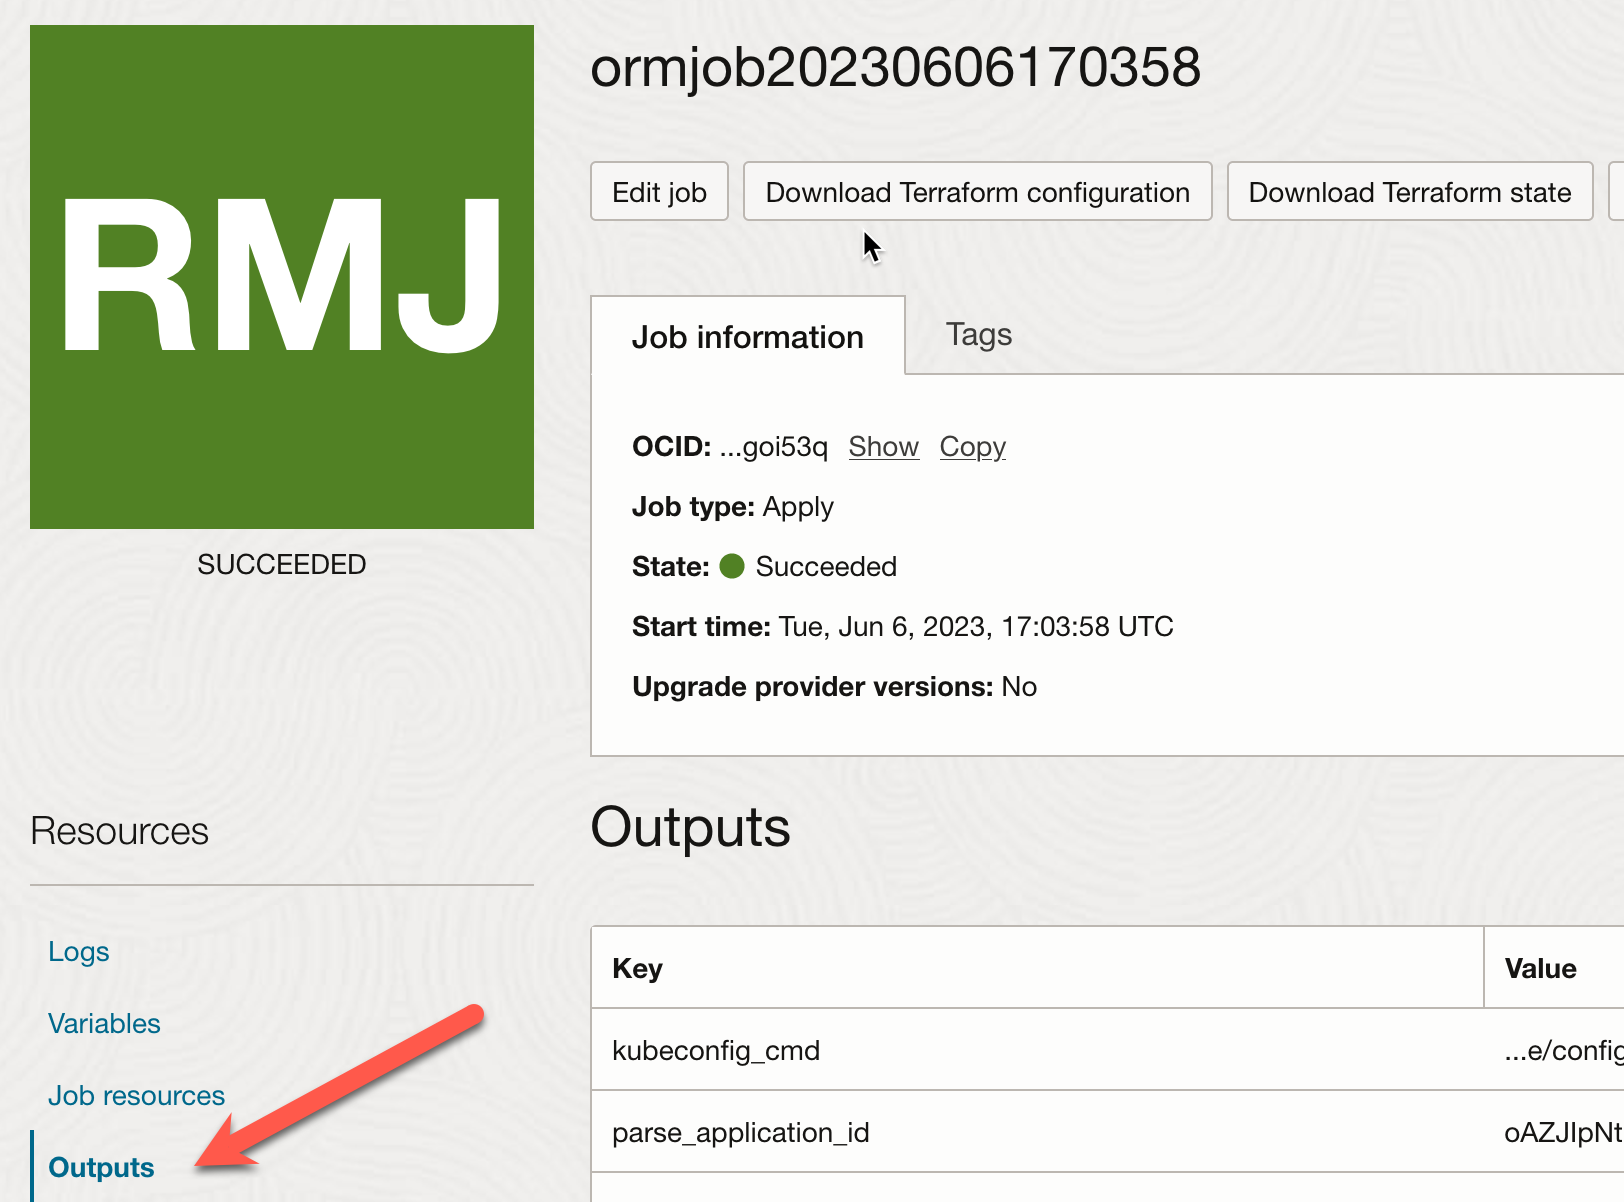 RMJ
SUCCEEDED
ormjob20230606170358
Edit job Download Terraform configuration Download Terraform state
Job information Tags
OCID: ...goi53q Show Copy
Job type: Apply
State: Succeeded
Start time: Tue, Jun 6, 2023, 17:03:58 UTC
Upgrade provider versions: No
Resources
Logs
Variables
Job resources
Outputs
Outputs
Key Value
kubeconfig_cmd ...e/config
parse_application_id oAZJIpNt